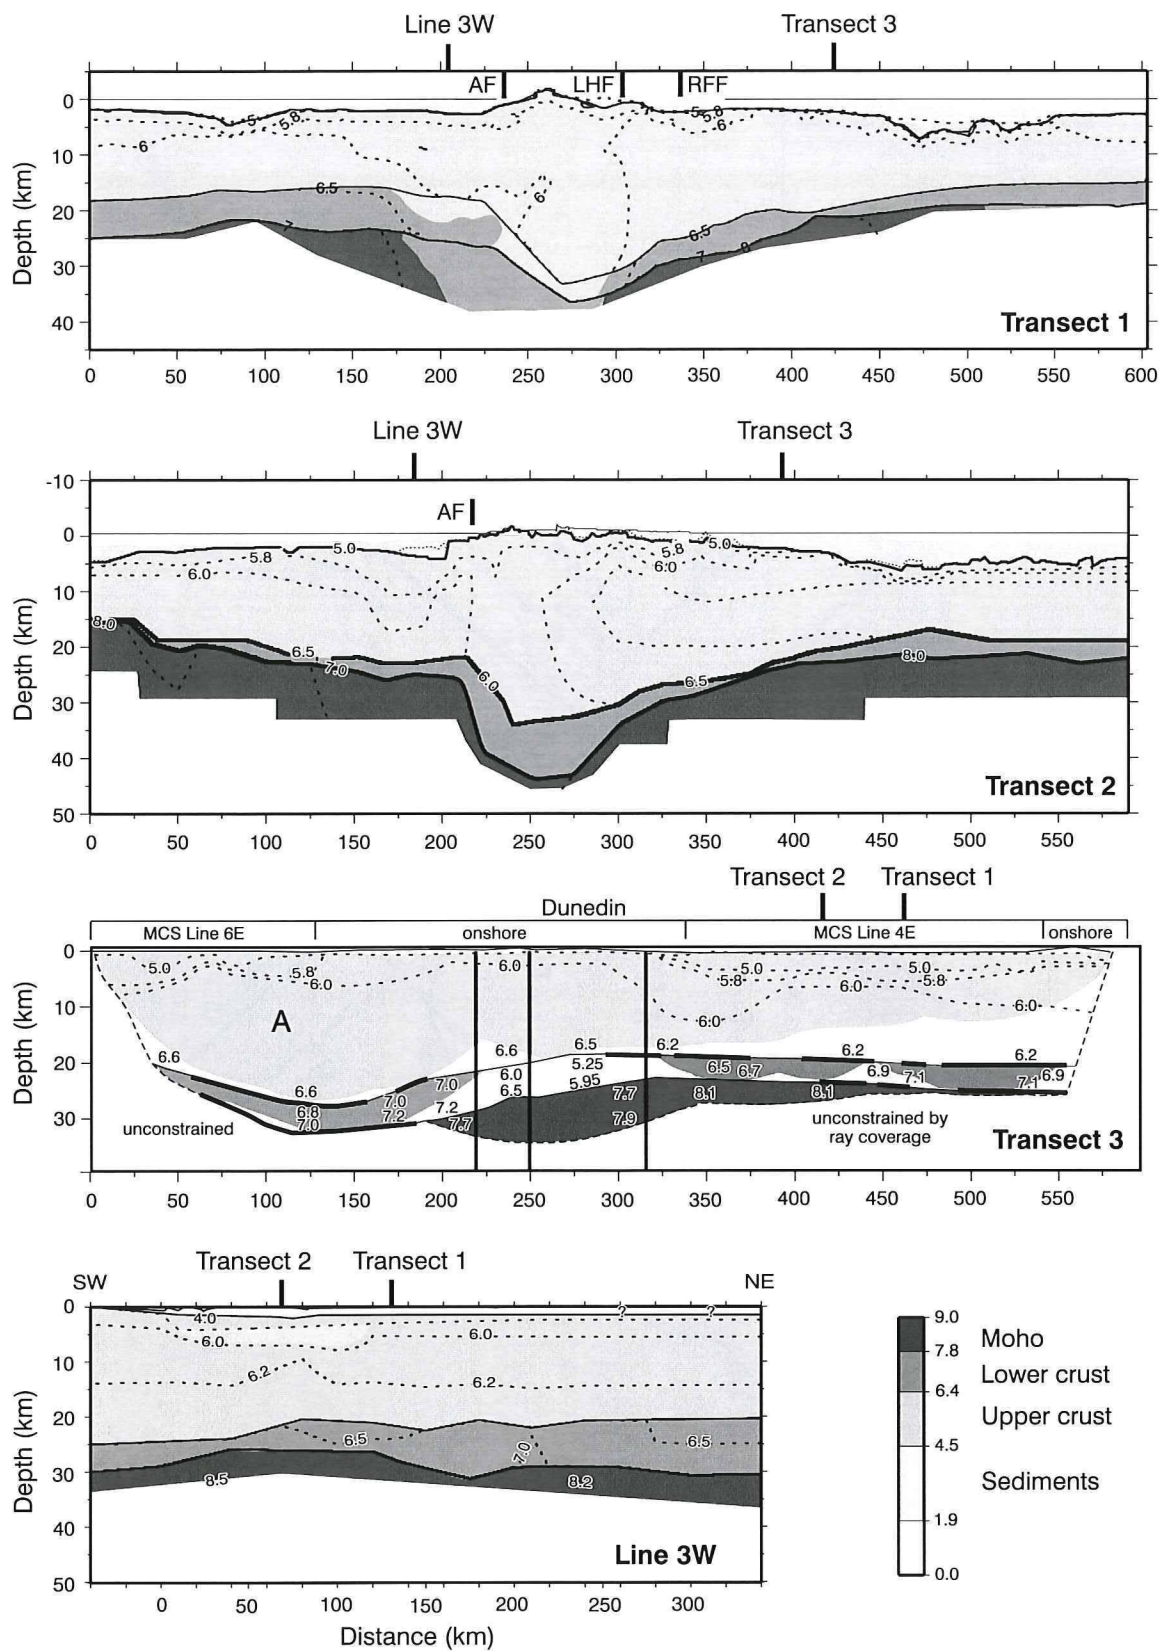 Line 3W Transect 3
AF LHF RFF
0
10
20
30
40
Depth (km)
5 5.8 5 5.8
6 6
6
6.5 6.5
7 7 8
Transect 1
0 50 100 150 200 250 300 350 400 450 500 550 600
Line 3W Transect 3
-10
0
10
20
30
40
50
Depth (km)
AF
5.8 5.0 5.8 5.0
6.0 6.0
8.0 6.5 7.0 6.0 6.5 8.0
Transect 2
0 50 100 150 200 250 300 350 400 450 500 550
Transect 2 Transect 1
Dunedin
MCS Line 6E onshore MCS Line 4E onshore
0
10
20
30
Depth (km)
5.0 5.8 6.0 6.0 5.0 5.8 6.0 5.0 5.8 6.0 6.0
A
6.6 6.6 6.6 6.5 6.2 6.2 6.2
7.0 6.0 5.25 6.5 6.7 6.9 7.1 6.9
6.8 7.0 6.5 5.95 7.1
7.0 7.2 7.2 7.7 7.7 8.1 8.1
7.9
unconstrained
unconstrained by
ray coverage
Transect 3
0 50 100 150 200 250 300 350 400 450 500 550
Transect 2 Transect 1
SW NE
0
10
20
30
40
50
Depth (km)
4.0 ? ?
6.0 6.0
6.2 6.2
6.5 7.0 6.5
8.5 8.2
Line 3W
0 50 100 150 200 250 300
Distance (km)
9.0
Moho
7.8
Lower crust
6.4
Upper crust
4.5
Sediments
1.9
0.0